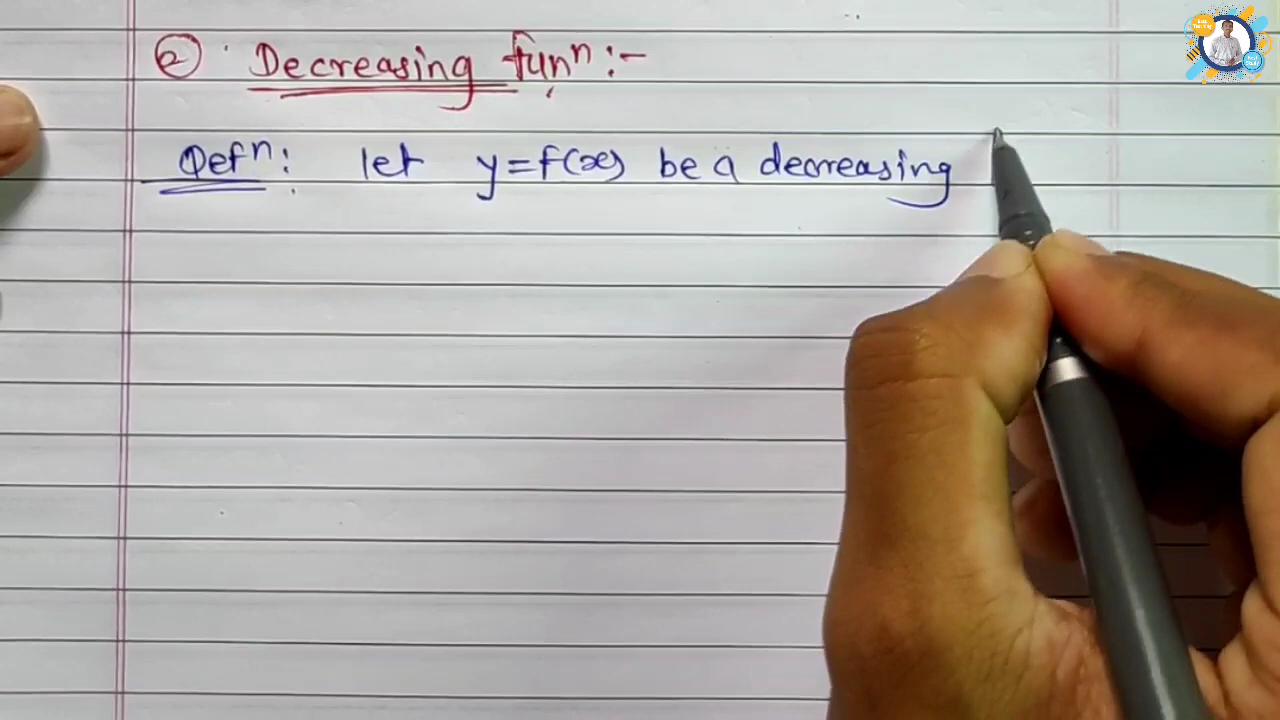 ② Decreasing funⁿ :-
Defⁿ : let y=f(x) be a decreasing